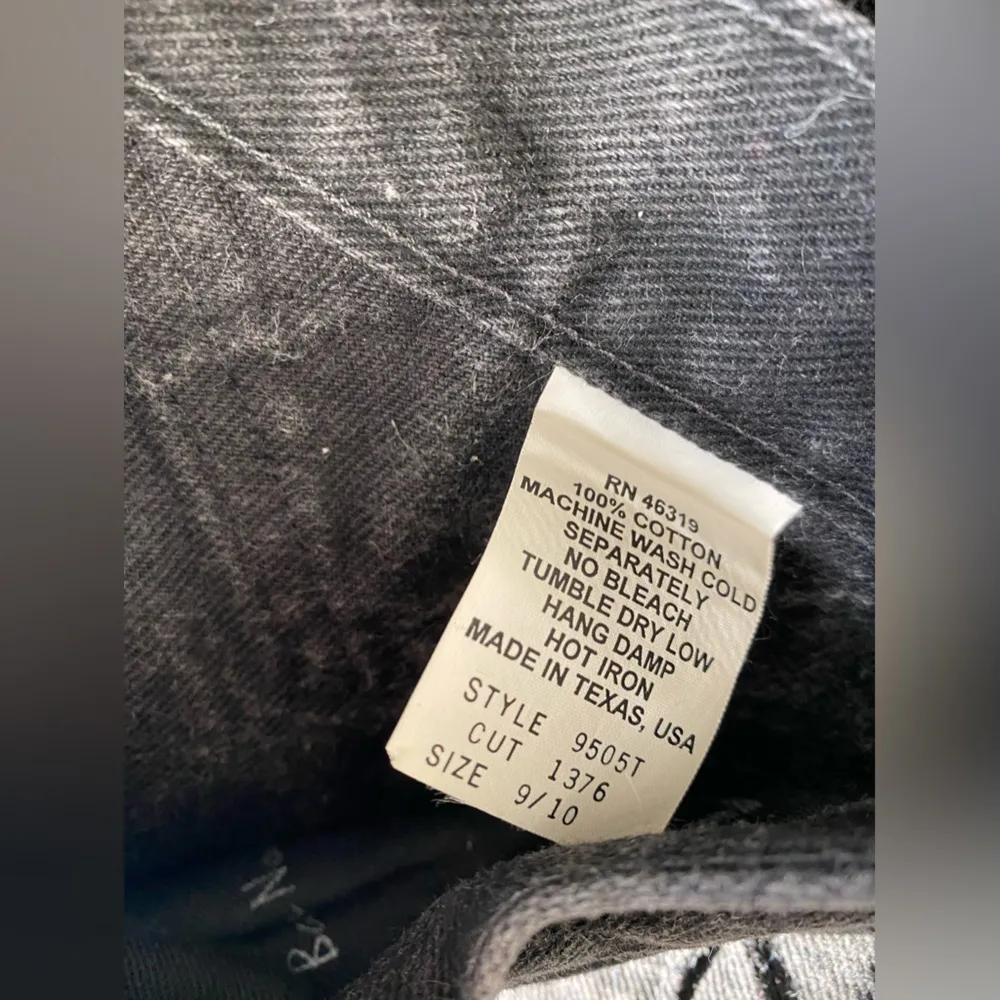 RN 46319
100% COTTON
MACHINE WASH COLD
SEPARATELY
NO BLEACH
TUMBLE DRY LOW
HANG DAMP
HOT IRON
MADE IN TEXAS, USA
STYLE 9505T
CUT 1376
SIZE 9/10